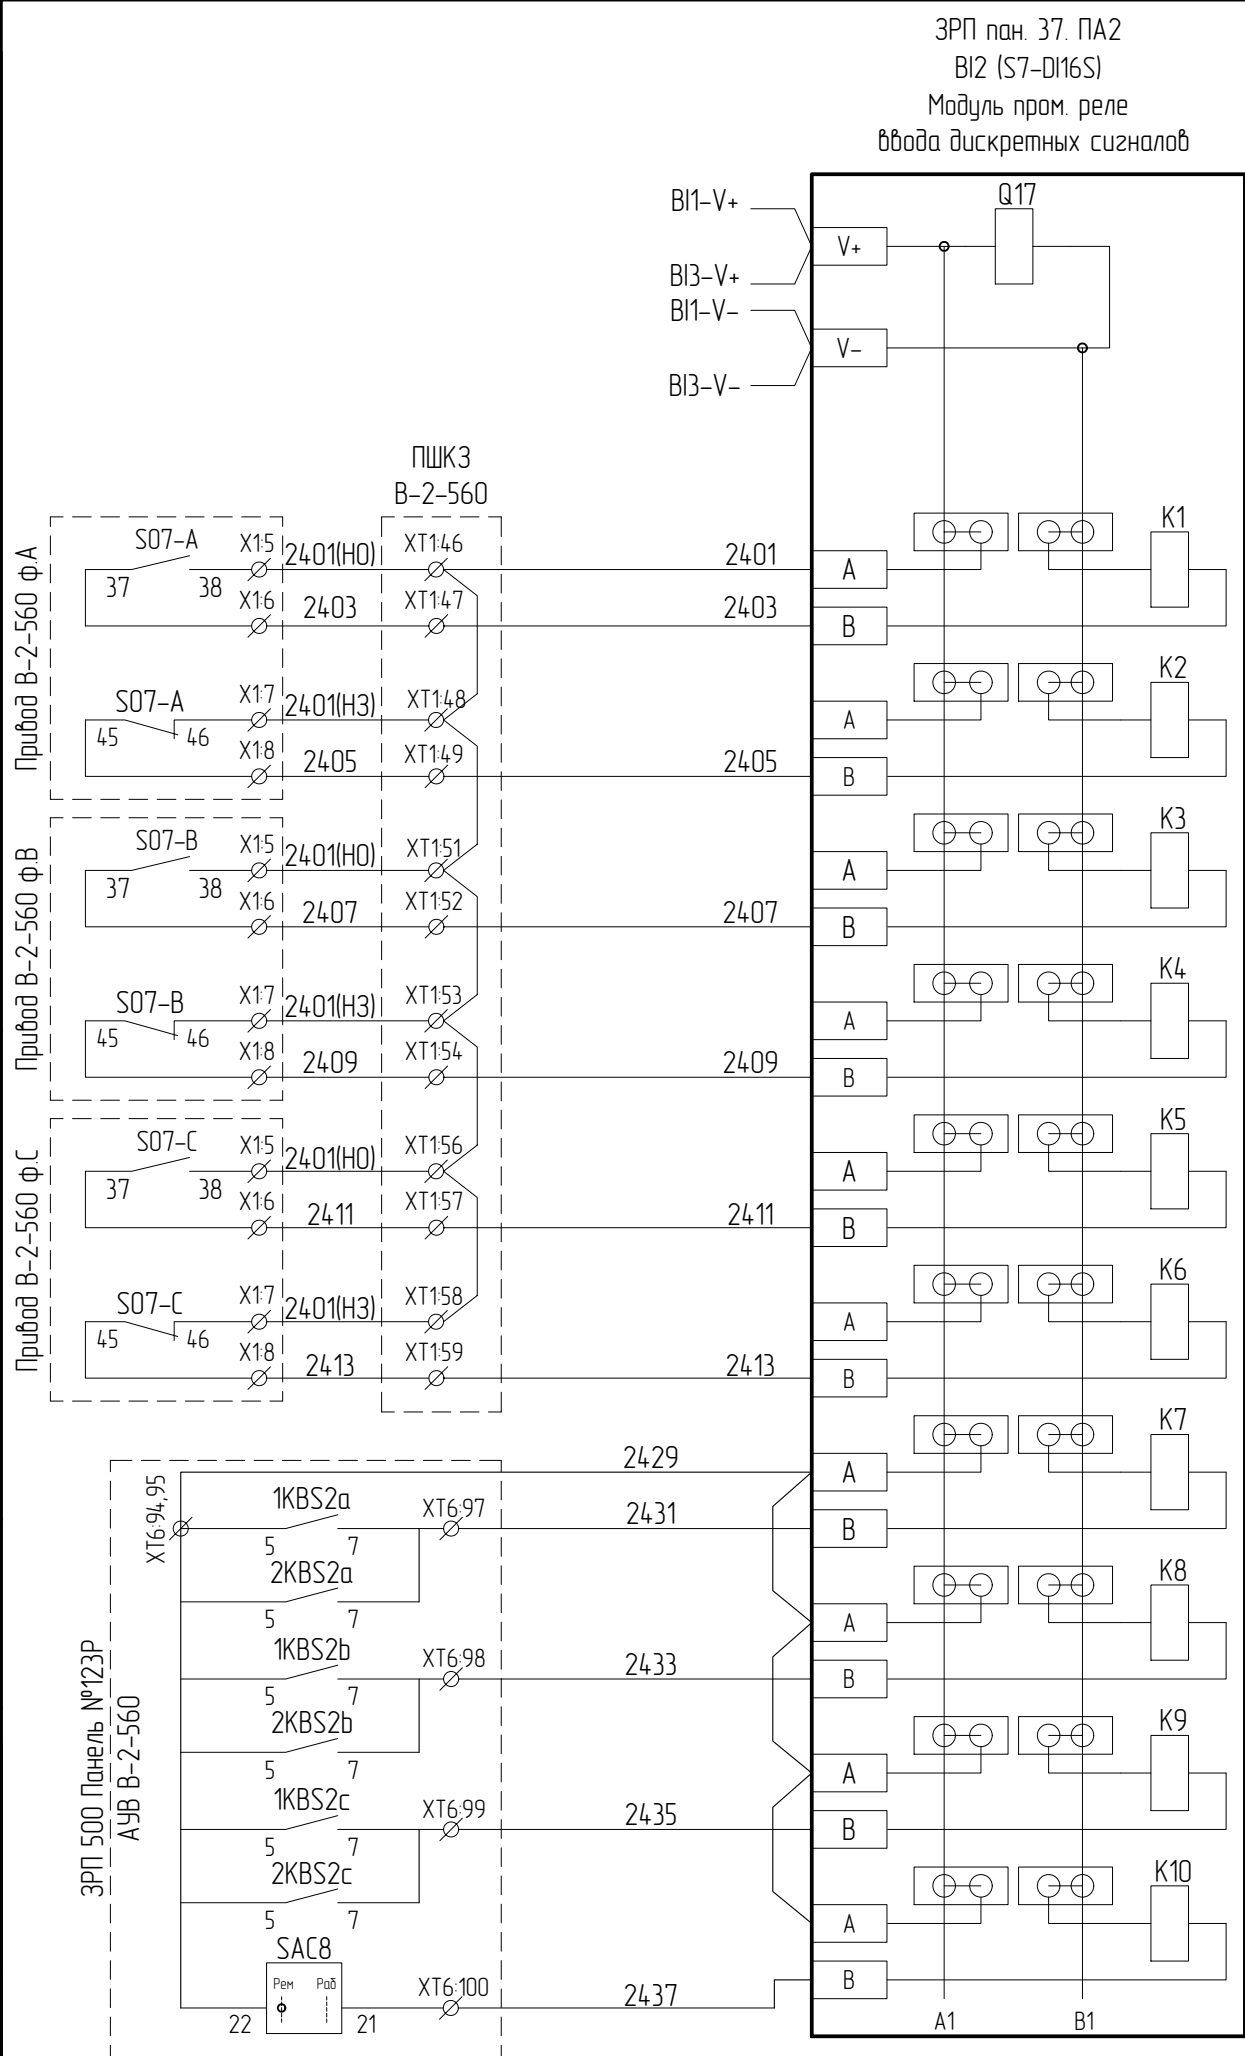 ЗРП пан. 37. ПА2
BI2 (S7-DI16S)
Модуль пром. реле
ввода дискретных сигналов
Q17
BI1-V+
V+
BI3-V+
BI1-V-
V-
BI3-V-
ПШК3
В-2-560
Привод В-2-560 ф.А
S07-A
37
38
X1:5
2401(НО)
XT1:46
2401
A
K1
X1:6
2403
XT1:47
2403
B
S07-A
45
46
X1:7
2401(НЗ)
XT1:48
A
K2
X1:8
2405
XT1:49
2405
B
Привод В-2-560 ф.В
S07-B
37
38
X1:5
2401(НО)
XT1:51
A
K3
X1:6
2407
XT1:52
2407
B
S07-B
45
46
X1:7
2401(НЗ)
XT1:53
A
K4
X1:8
2409
XT1:54
2409
B
Привод В-2-560 ф.С
S07-C
37
38
X1:5
2401(НО)
XT1:56
A
K5
X1:6
2411
XT1:57
2411
B
S07-C
45
46
X1:7
2401(НЗ)
XT1:58
A
K6
X1:8
2413
XT1:59
2413
B
ЗРП 500 Панель №123Р
АУВ В-2-560
XT6:94,95
2429
A
K7
1KBS2a
5
7
XT6:97
2431
B
2KBS2a
5
7
A
K8
1KBS2b
5
7
XT6:98
2433
B
2KBS2b
5
7
A
K9
1KBS2c
5
7
XT6:99
2435
B
2KBS2c
5
7
A
K10
SAC8
Рем
Раб
22
21
XT6:100
2437
B
A1
B1